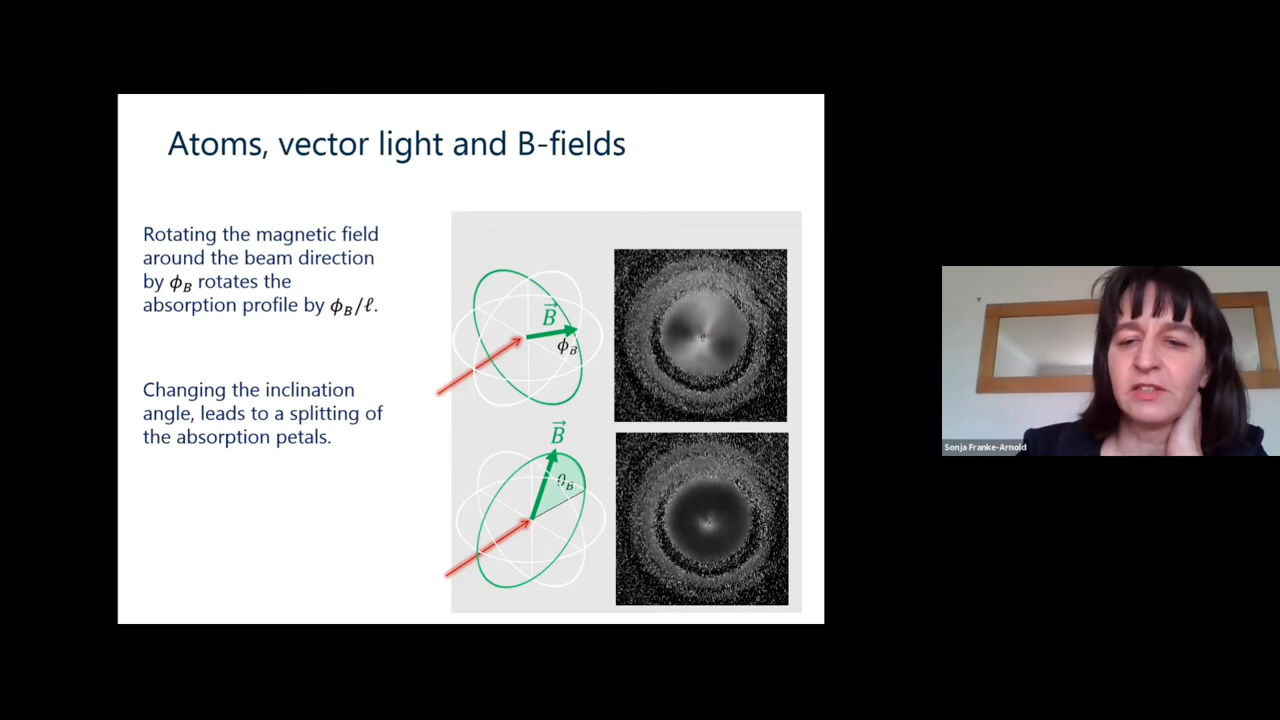 Atoms, vector light and B-fields
Rotating the magnetic field
around the beam direction
by ϕ_B rotates the
absorption profile by ϕ_B/ℓ.
Changing the inclination
angle, leads to a splitting of
the absorption petals.
B⃗
ϕ_B
B⃗
θ_B
Sonja Franke-Arnold